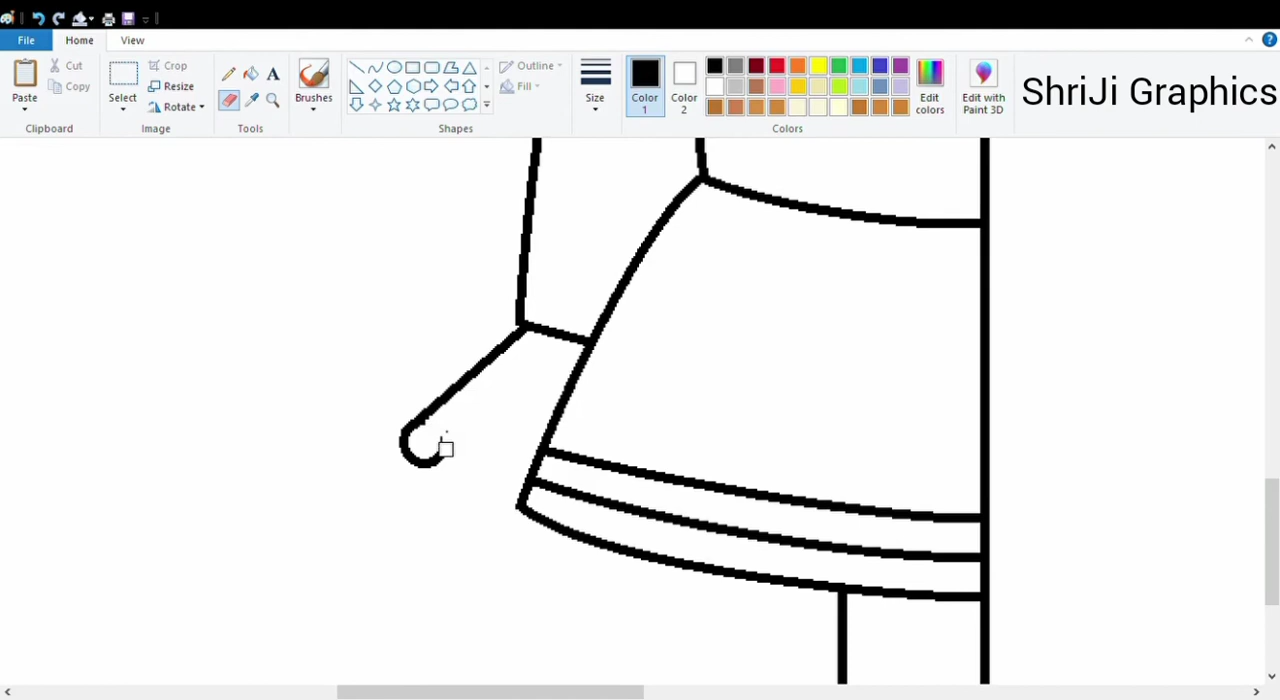 File Home View
Cut
Copy
Paste
Clipboard
Select
Crop
Resize
Rotate
Image
Tools
A
Brushes
Outline
Fill
Shapes
Size
Color 1
Color 2
Edit colors
Colors
Edit with Paint 3D
ShriJi Graphics